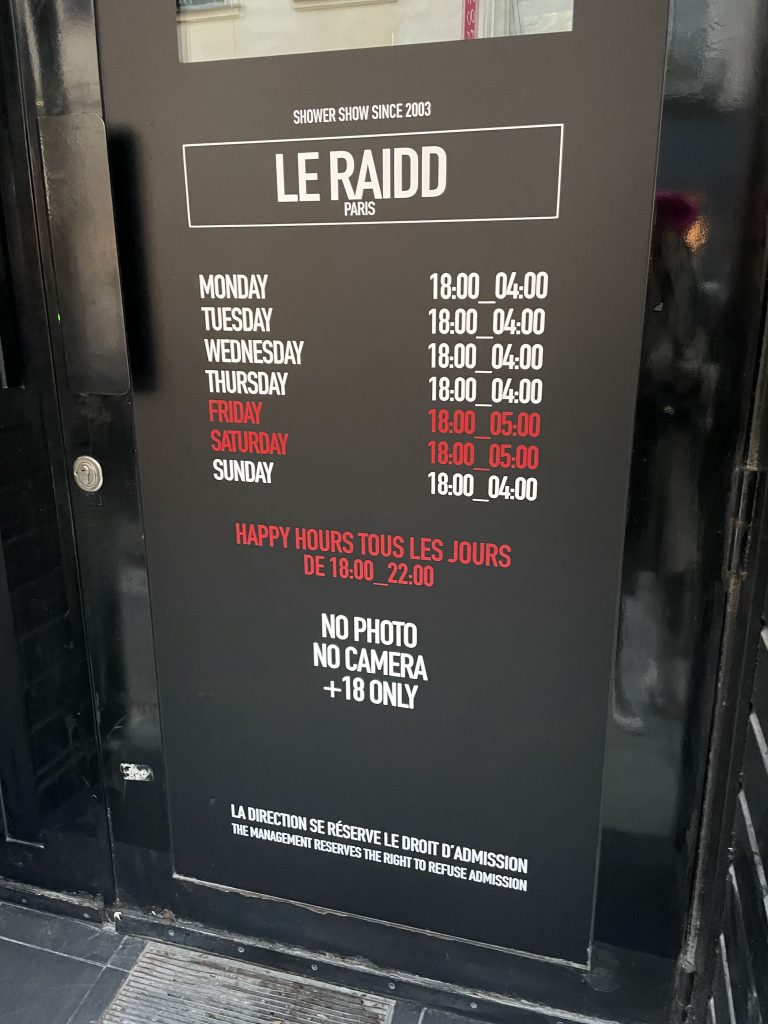 SHOWER SHOW SINCE 2003
LE RAIDD
PARIS
MONDAY 18:00_04:00
TUESDAY 18:00_04:00
WEDNESDAY 18:00_04:00
THURSDAY 18:00_04:00
FRIDAY 18:00_05:00
SATURDAY 18:00_05:00
SUNDAY 18:00_04:00
HAPPY HOURS TOUS LES JOURS
DE 18:00_22:00
NO PHOTO
NO CAMERA
+18 ONLY
LA DIRECTION SE RÉSERVE LE DROIT D'ADMISSION
THE MANAGEMENT RESERVES THE RIGHT TO REFUSE ADMISSION